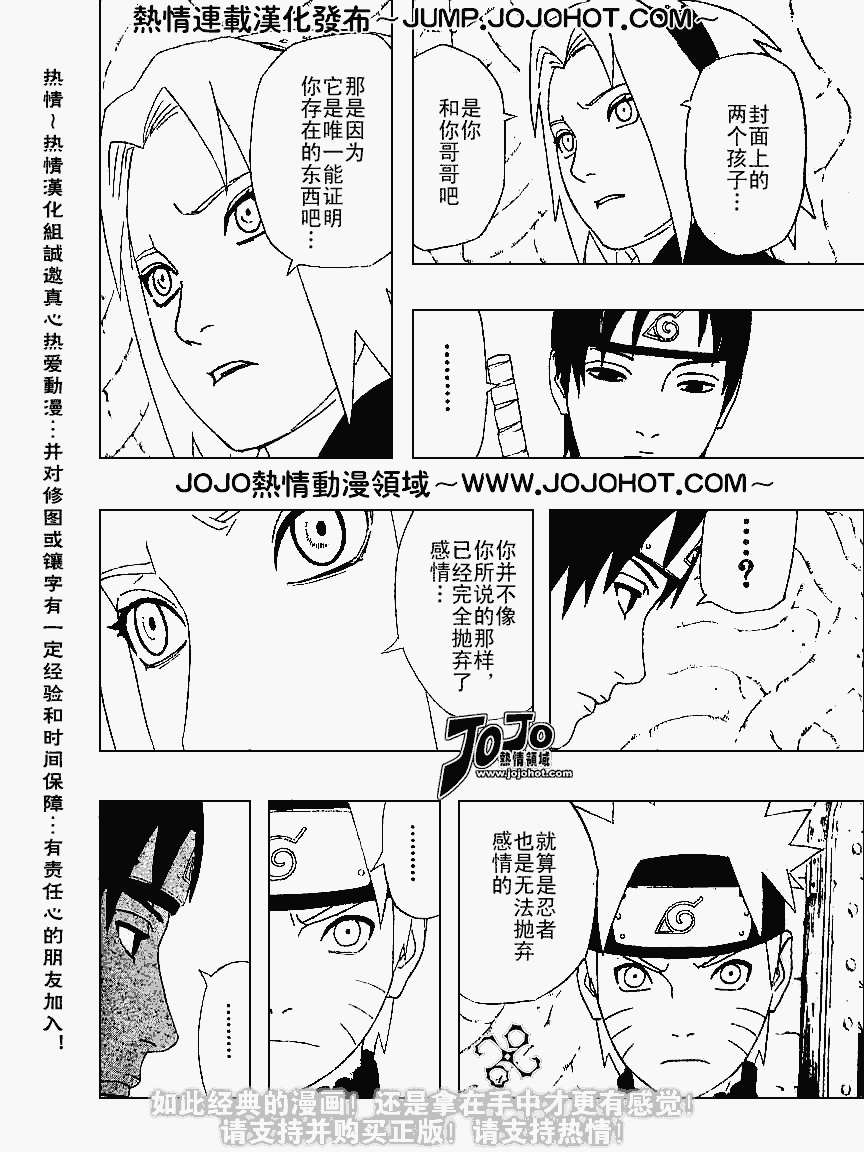 熱情連載漢化發布～JUMP.JOJOHOT.COM～
封面上的
两个孩子…
是你
和你哥哥吧
那是因为
它是唯一能证明
你存在的东西吧…
………
JOJO熱情動漫領域～WWW.JOJOHOT.COM～
……?
你并不像
你所说的那样，
已经完全抛弃了
感情…
JOJO
熱情領域
www.jojohot.com
就算是忍者
也是无法抛弃
感情的
………
………
热情～热情漢化組誠邀真心热爱動漫…并对修图或镶字有一定经验和时间保障…有责任心的朋友加入！
如此经典的漫画！还是拿在手中才更有感觉！
请支持并购买正版！请支持热情！